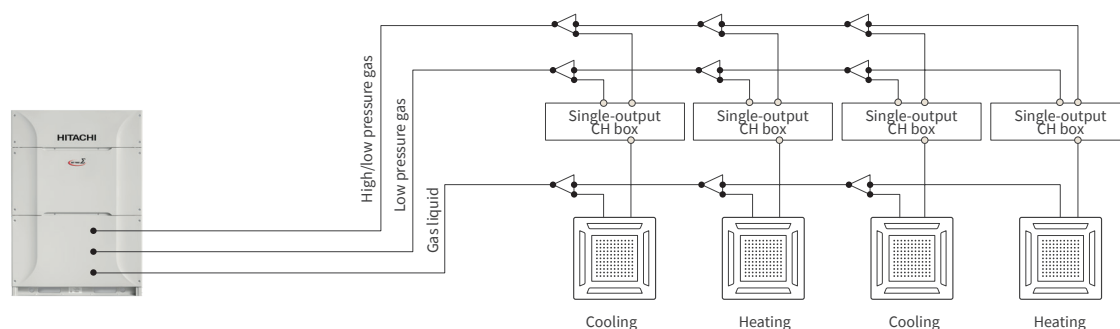 High/low pressure gas
Low pressure gas
Gas liquid
HITACHI
Single-output
CH box
Single-output
CH box
Single-output
CH box
Single-output
CH box
Cooling
Heating
Cooling
Heating